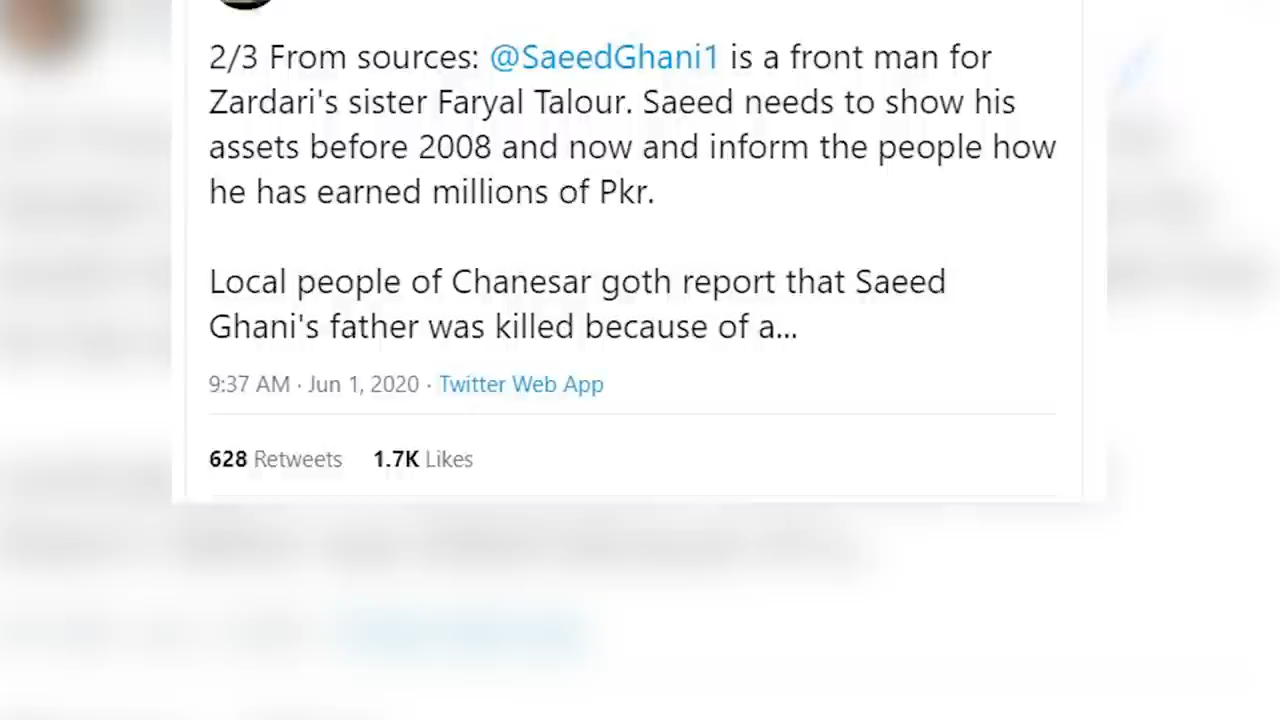 2/3 From sources: @SaeedGhani1 is a front man for
Zardari's sister Faryal Talour. Saeed needs to show his
assets before 2008 and now and inform the people how
he has earned millions of Pkr.
Local people of Chanesar goth report that Saeed
Ghani's father was killed because of a...
9:37 AM · Jun 1, 2020 · Twitter Web App
628 Retweets 1.7K Likes